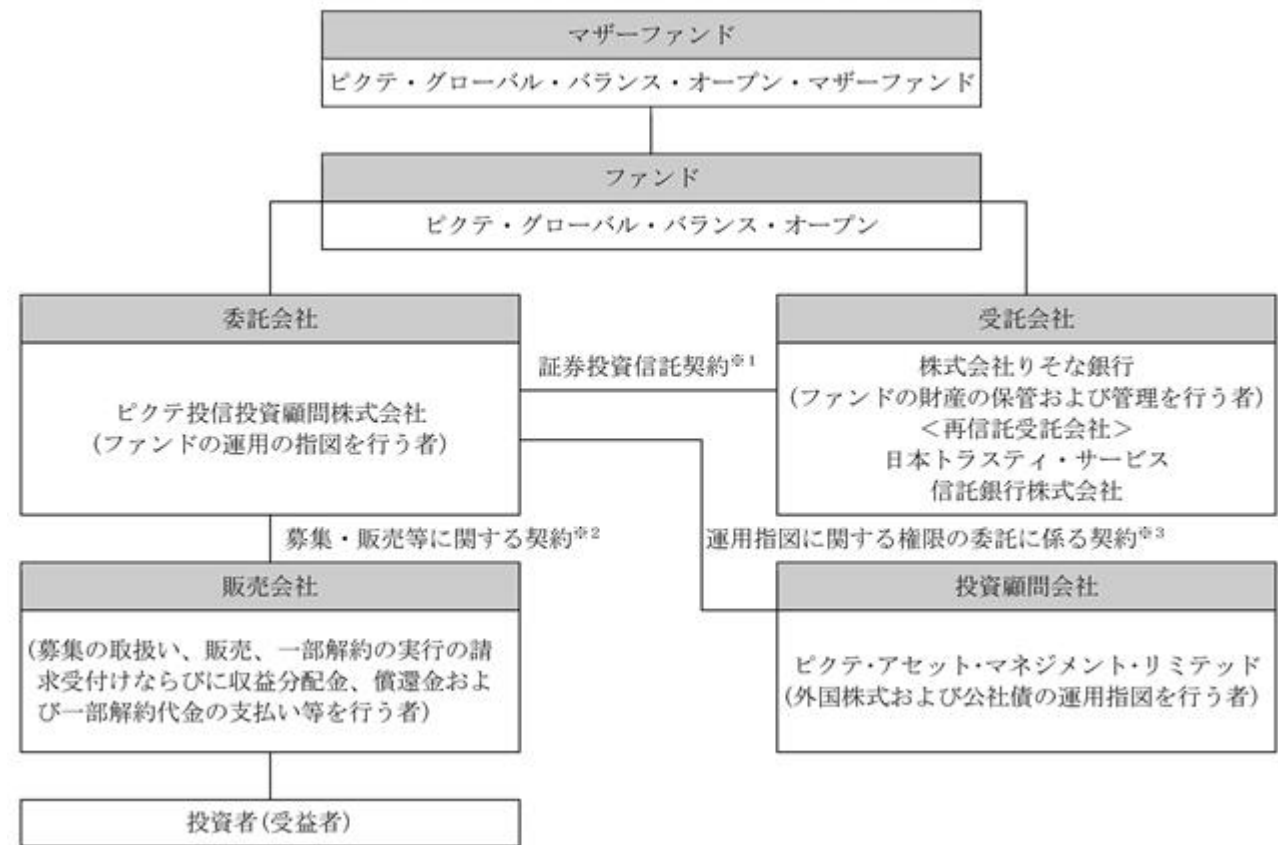 マザーファンド
ピクテ・グローバル・バランス・オープン・マザーファンド
ファンド
ピクテ・グローバル・バランス・オープン
委託会社
ピクテ投信投資顧問株式会社
(ファンドの運用の指図を行う者)
証券投資信託契約※1
受託会社
株式会社りそな銀行
(ファンドの財産の保管および管理を行う者)
<再信託受託会社>
日本トラスティ・サービス
信託銀行株式会社
募集・販売等に関する契約※2
運用指図に関する権限の委託に係る契約※3
販売会社
(募集の取扱い、販売、一部解約の実行の請
求受付けならびに収益分配金、償還金およ
び一部解約代金の支払い等を行う者)
投資顧問会社
ピクテ・アセット・マネジメント・リミテッド
(外国株式および公社債の運用指図を行う者)
投資者(受益者)